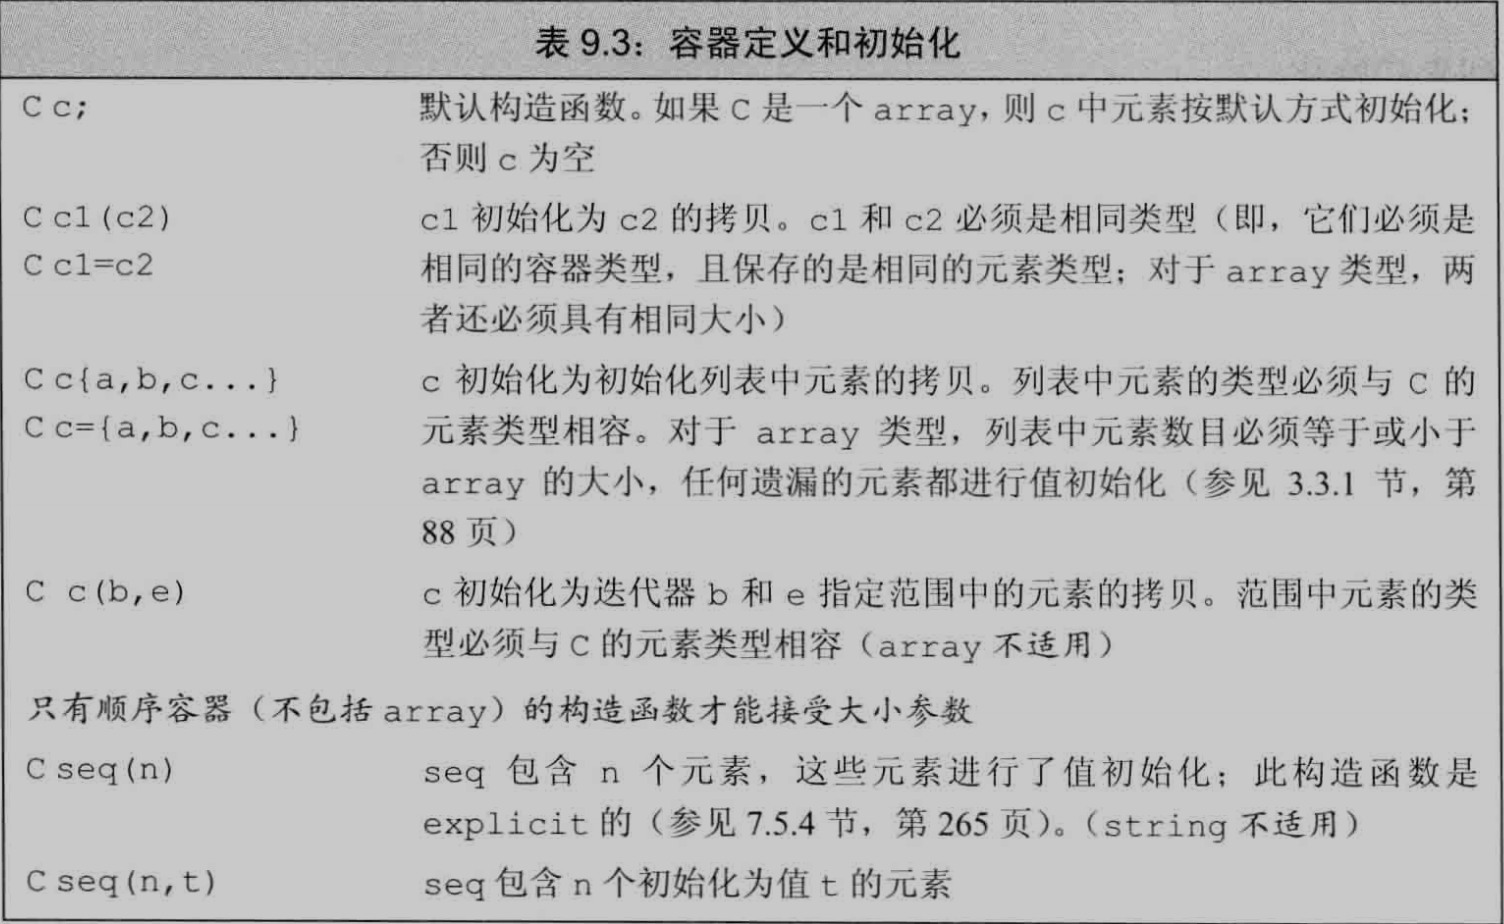 表 9.3：容器定义和初始化
C c; 默认构造函数。如果 C 是一个 array，则 c 中元素按默认方式初始化；
否则 c 为空
C c1(c2) c1 初始化为 c2 的拷贝。c1 和 c2 必须是相同类型（即，它们必须是
C c1=c2 相同的容器类型，且保存的是相同的元素类型；对于 array 类型，两
者还必须具有相同大小）
C c{a,b,c...} c 初始化为初始化列表中元素的拷贝。列表中元素的类型必须与 C 的
C c={a,b,c...} 元素类型相容。对于 array 类型，列表中元素数目必须等于或小于
array 的大小，任何遗漏的元素都进行值初始化（参见 3.3.1 节，第
88 页）
C c(b,e) c 初始化为迭代器 b 和 e 指定范围中的元素的拷贝。范围中元素的类
型必须与 C 的元素类型相容（array 不适用）
只有顺序容器（不包括 array）的构造函数才能接受大小参数
C seq(n) seq 包含 n 个元素，这些元素进行了值初始化；此构造函数是
explicit 的（参见 7.5.4 节，第 265 页）。（string 不适用）
C seq(n,t) seq 包含 n 个初始化为值 t 的元素